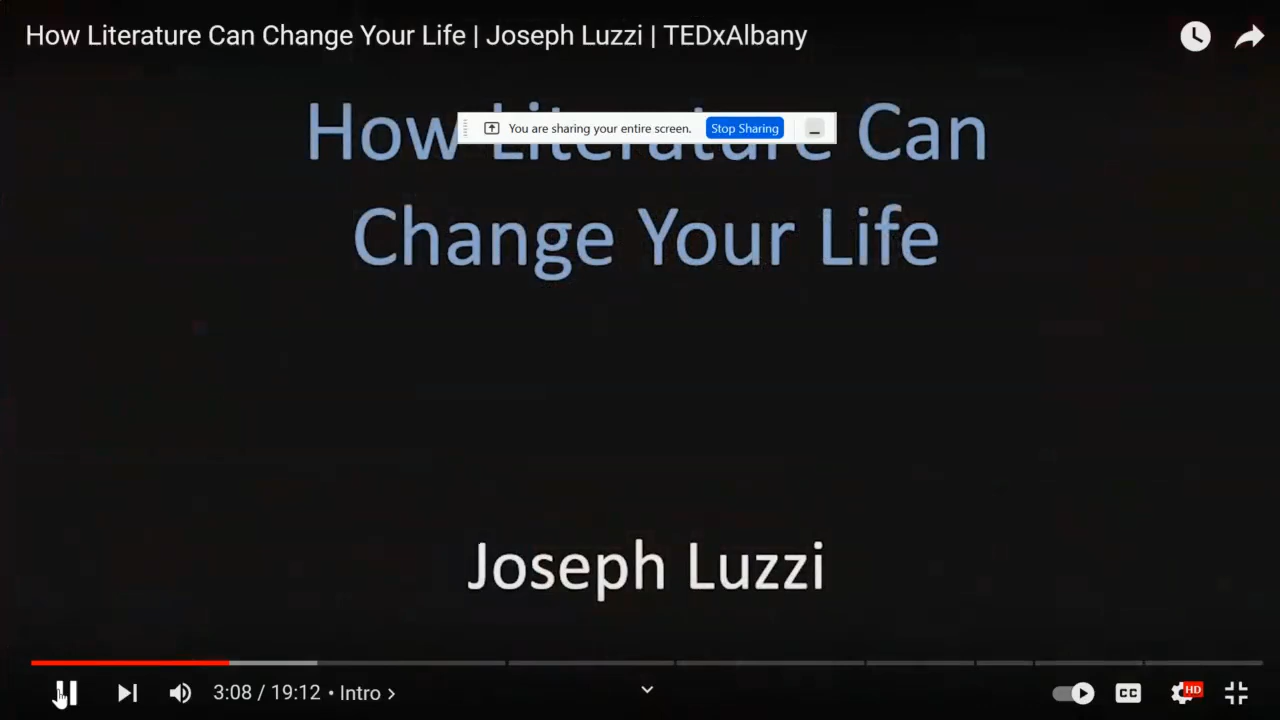 How Literature Can Change Your Life | Joseph Luzzi | TEDxAlbany
How Literature Can
You are sharing your entire screen. Stop Sharing
Change Your Life
Joseph Luzzi
3:08 / 19:12 • Intro
CC
HD